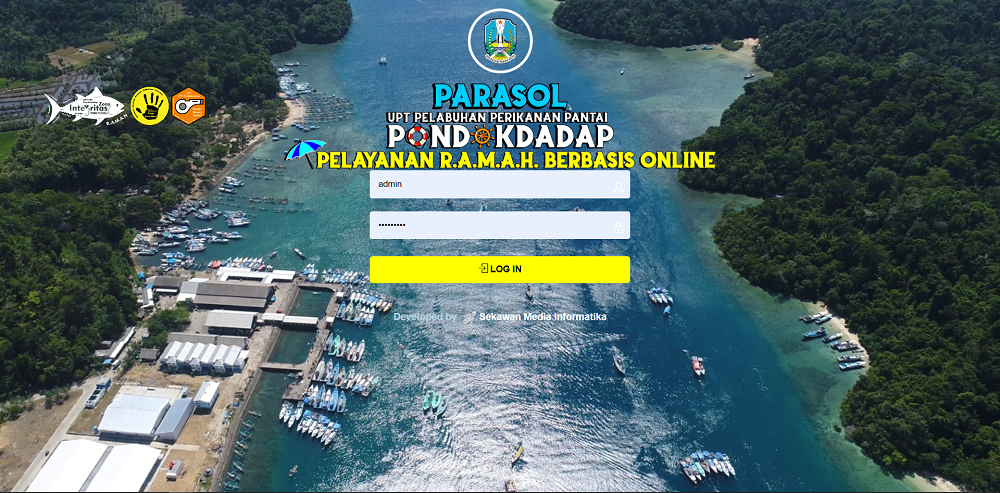 PARASOL
UPT PELABUHAN PERIKANAN PANTAI
PONDOKDADAP
PELAYANAN R.A.M.A.H. BERBASIS ONLINE
Zona
Integritas
R.A.M.A.H
admin
•••••••••
LOG IN
Developed by Sekawan Media Informatika